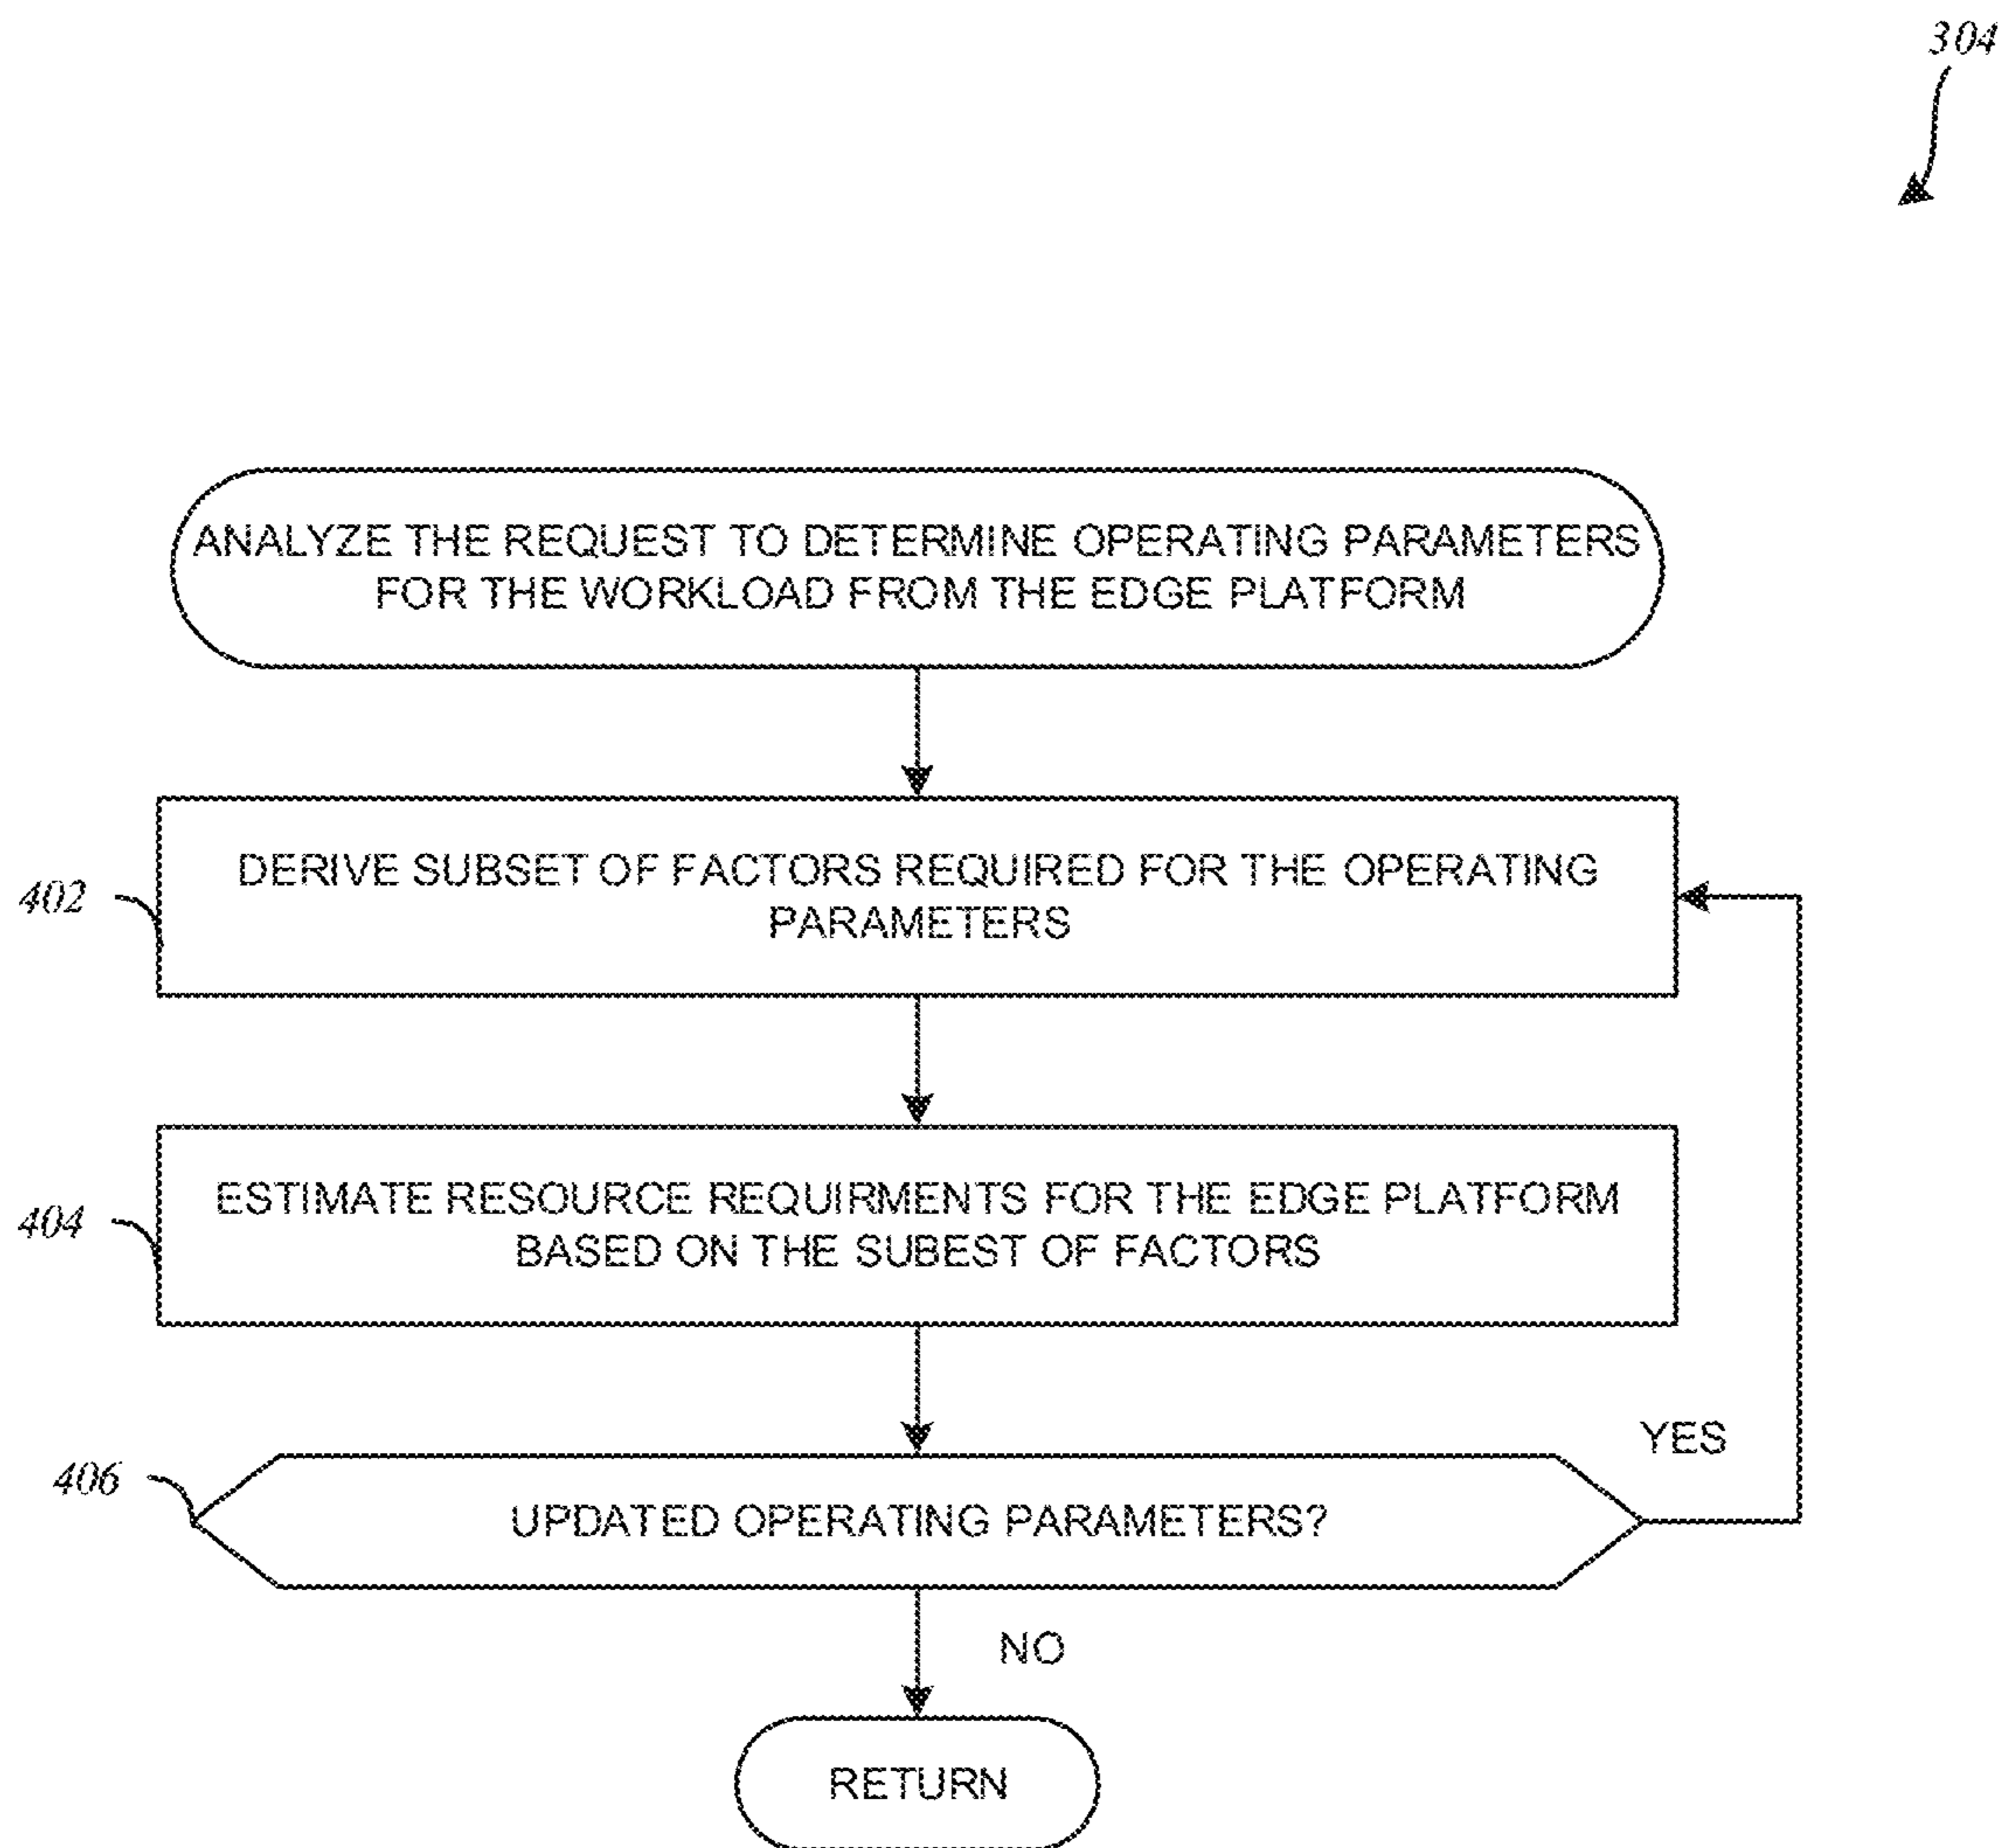 304
ANALYZE THE REQUEST TO DETERMINE OPERATING PARAMETERS
FOR THE WORKLOAD FROM THE EDGE PLATFORM
402
DERIVE SUBSET OF FACTORS REQUIRED FOR THE OPERATING
PARAMETERS
404
ESTIMATE RESOURCE REQUIRMENTS FOR THE EDGE PLATFORM
BASED ON THE SUBEST OF FACTORS
YES
406
UPDATED OPERATING PARAMETERS?
NO
RETURN